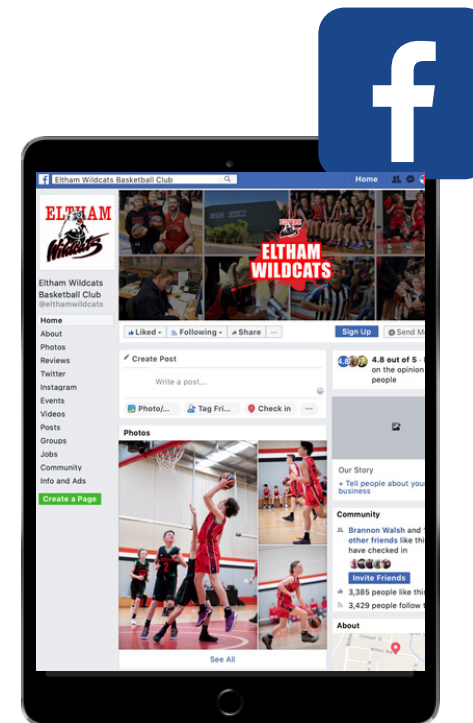 f
f Eltham Wildcats Basketball Club
Home
ELTHAM
Wildcats
ELTHAM
WILDCATS
Eltham Wildcats
Basketball Club
@elthamwildcats
Home
About
Photos
Reviews
Twitter
Instagram
Events
Videos
Posts
Groups
Jobs
Community
Info and Ads
Create a Page
Liked
Following
Share
Sign Up
Send M
Create Post
Write a post...
Photo/...
Tag Fri...
Check in
Photos
See All
4.8
4.8 out of 5 ·
on the opinion
people
Our Story
+ Tell people about your
business
Community
Brannon Walsh and
other friends like this
have checked in
Invite Friends
3,385 people like this
3,429 people follow t
About